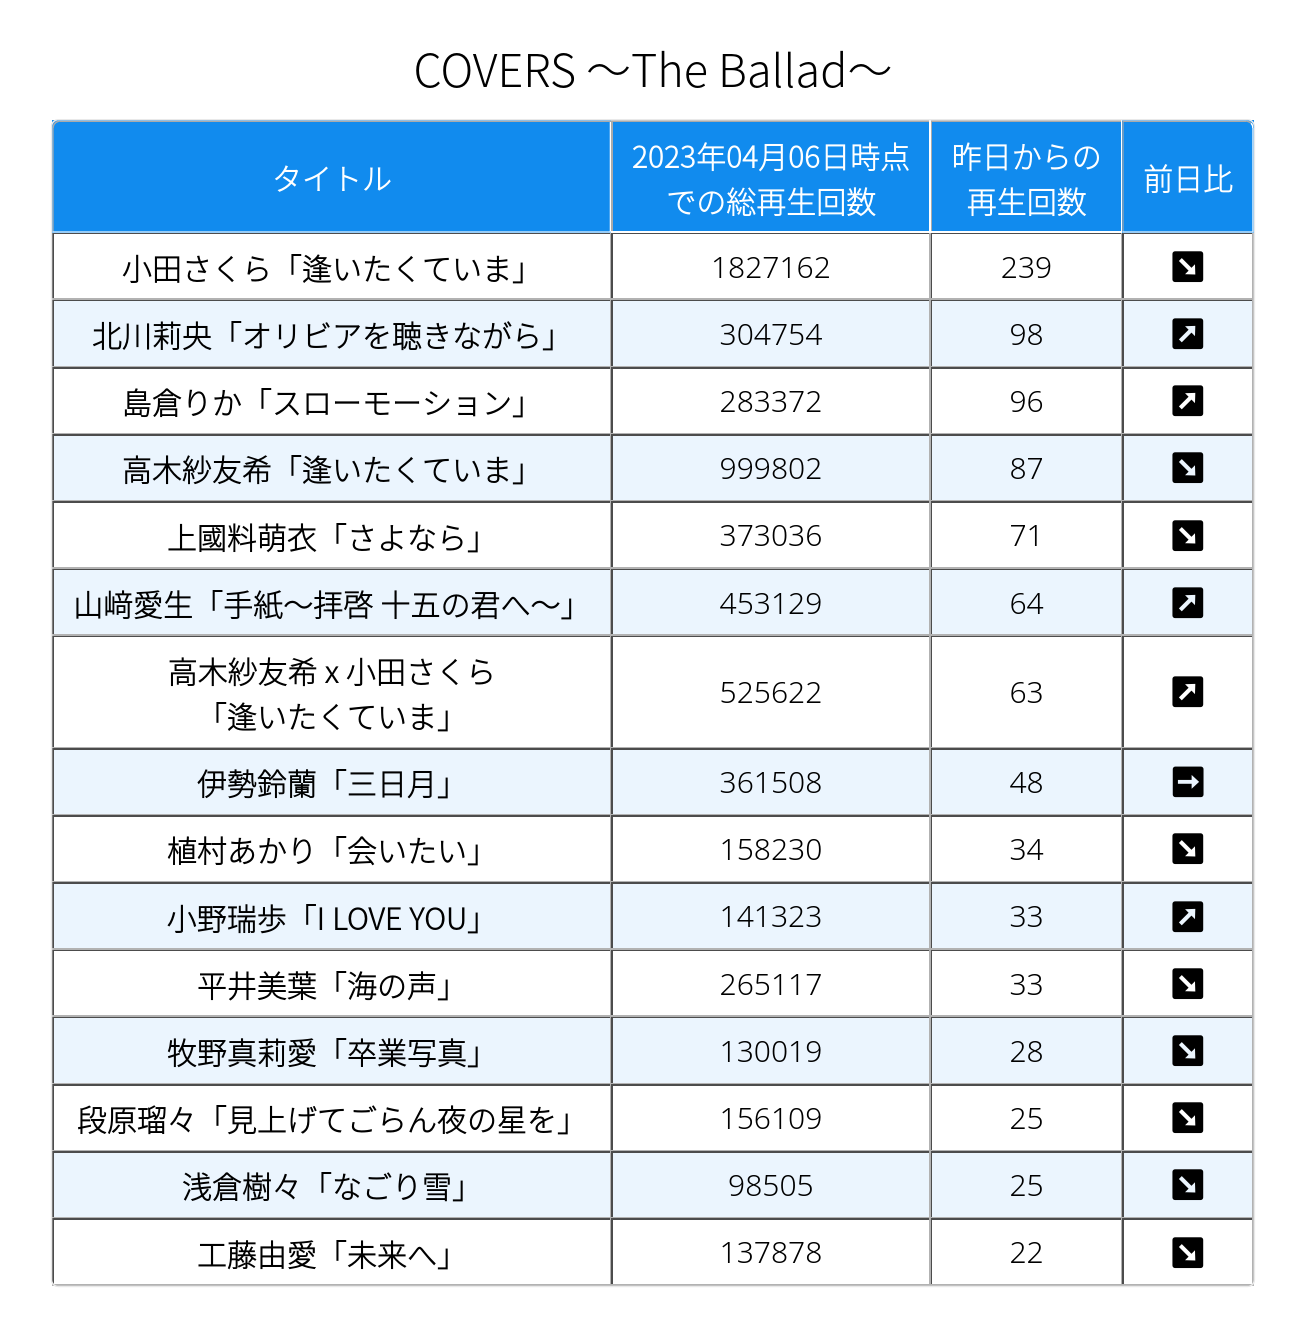 COVERS ～The Ballad～
タイトル
2023年04月06日時点
での総再生回数
昨日からの
再生回数
前日比
小田さくら「逢いたくていま」 1827162 239 ↘
北川莉央「オリビアを聴きながら」 304754 98 ↗
島倉りか「スローモーション」 283372 96 ↗
高木紗友希「逢いたくていま」 999802 87 ↘
上國料萌衣「さよなら」 373036 71 ↘
山﨑愛生「手紙～拝啓 十五の君へ～」 453129 64 ↗
高木紗友希 x 小田さくら
「逢いたくていま」 525622 63 ↗
伊勢鈴蘭「三日月」 361508 48 →
植村あかり「会いたい」 158230 34 ↘
小野瑞歩「I LOVE YOU」 141323 33 ↗
平井美葉「海の声」 265117 33 ↘
牧野真莉愛「卒業写真」 130019 28 ↘
段原瑠々「見上げてごらん夜の星を」 156109 25 ↘
浅倉樹々「なごり雪」 98505 25 ↘
工藤由愛「未来へ」 137878 22 ↘